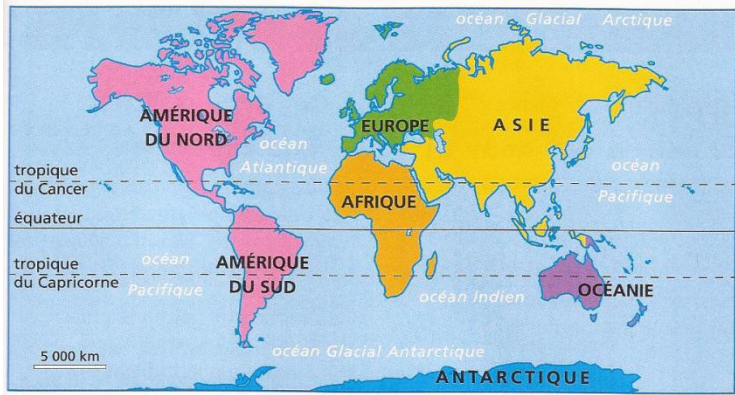 océan Glacial Arctique
AMÉRIQUE
DU NORD
EUROPE
ASIE
océan
Atlantique
océan
Pacifique
tropique
du Cancer
AFRIQUE
équateur
océan
Pacifique
AMÉRIQUE
DU SUD
tropique
du Capricorne
océan Indien
OCÉANIE
océan Glacial Antarctique
5 000 km
ANTARCTIQUE